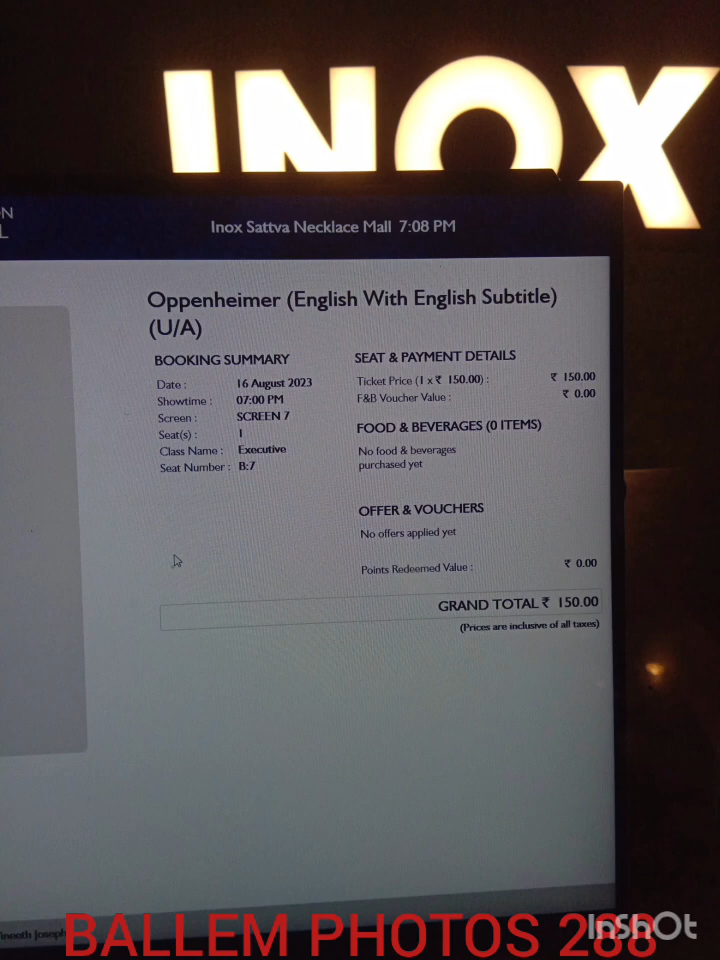 INOX
Inox Sattva Necklace Mall 7:08 PM
Oppenheimer (English With English Subtitle)
(U/A)
BOOKING SUMMARY
Date : 16 August 2023
Showtime : 07:00 PM
Screen : SCREEN 7
Seat(s) : 1
Class Name : Executive
Seat Number : B:7
SEAT & PAYMENT DETAILS
Ticket Price (1 x ₹ 150.00) : ₹ 150.00
F&B Voucher Value : ₹ 0.00
FOOD & BEVERAGES (0 ITEMS)
No food & beverages
purchased yet
OFFER & VOUCHERS
No offers applied yet
Points Redeemed Value : ₹ 0.00
GRAND TOTAL ₹ 150.00
(Prices are inclusive of all taxes)
Joseph
BALLEM PHOTOS 288
InshOt